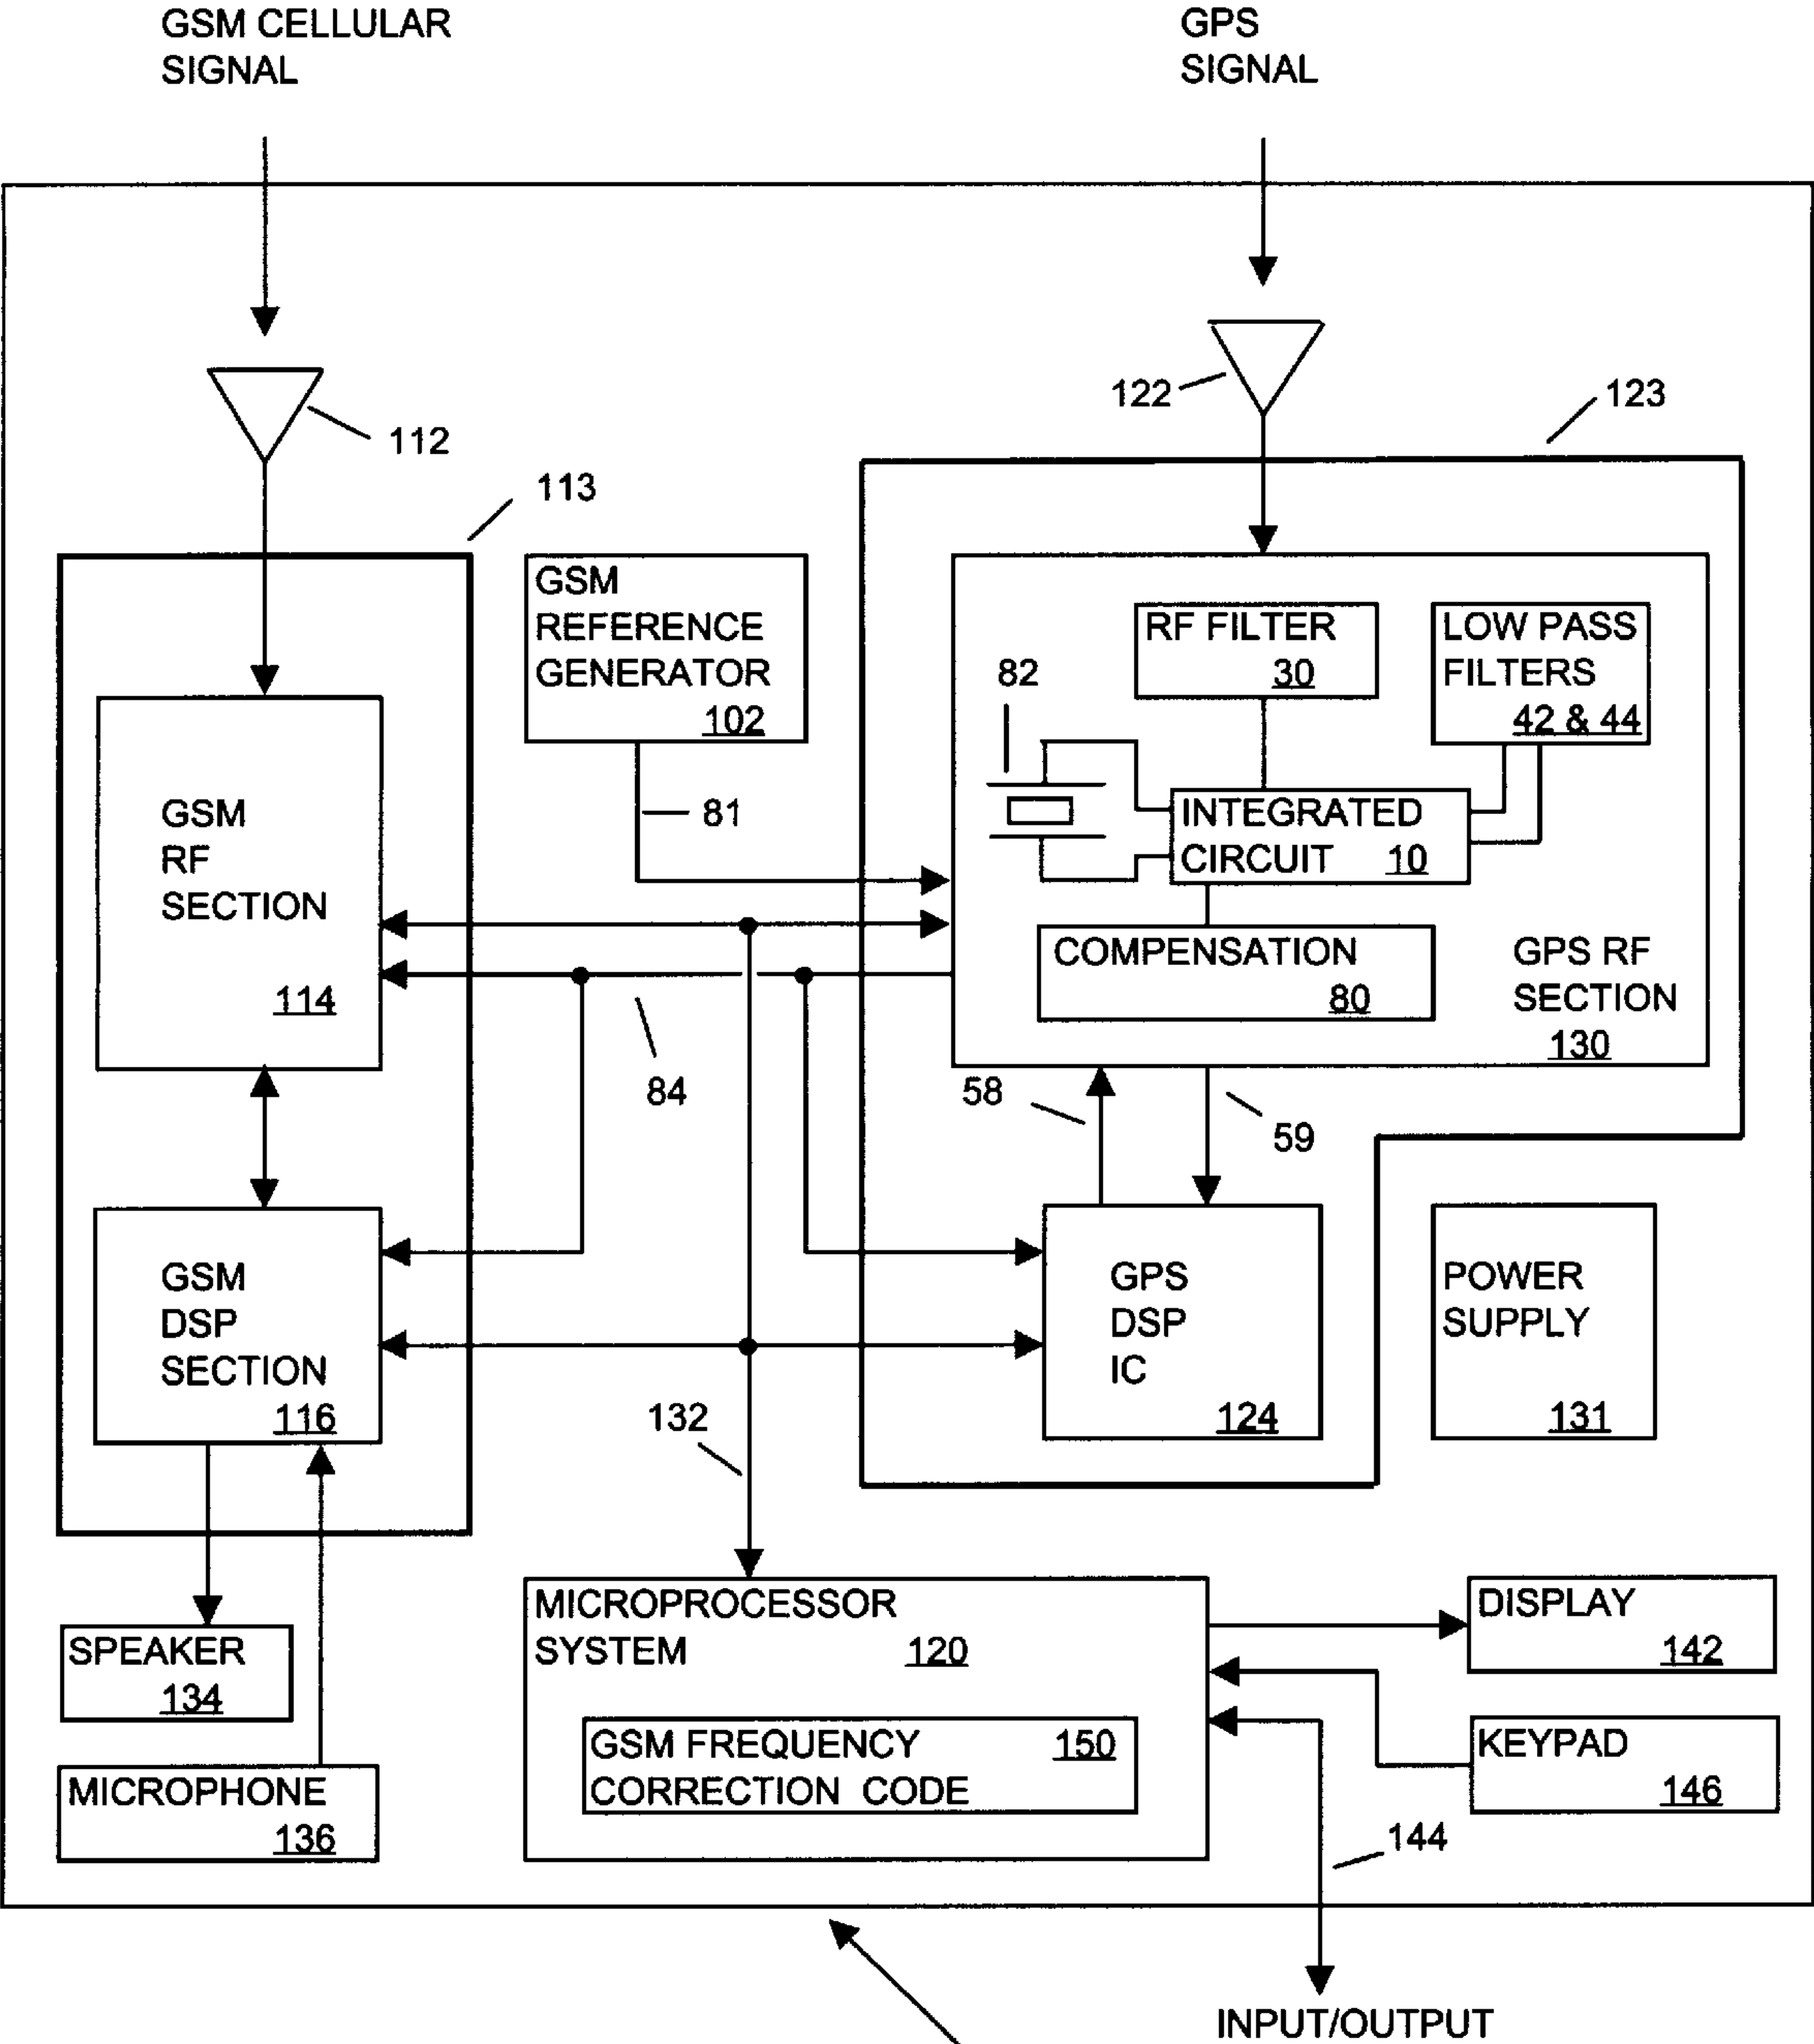 GSM CELLULAR
SIGNAL
GPS
SIGNAL
122
123
112
113
GSM
REFERENCE
GENERATOR
102
RF FILTER
30
LOW PASS
FILTERS
42 & 44
82
81
INTEGRATED
CIRCUIT 10
GSM
RF
SECTION
114
COMPENSATION
80
GPS RF
SECTION
130
84
58
59
GSM
DSP
SECTION
116
GPS
DSP
IC
124
POWER
SUPPLY
131
132
MICROPROCESSOR
SYSTEM 120
GSM FREQUENCY 150
CORRECTION CODE
DISPLAY
142
SPEAKER
134
KEYPAD
146
MICROPHONE
136
144
INPUT/OUTPUT